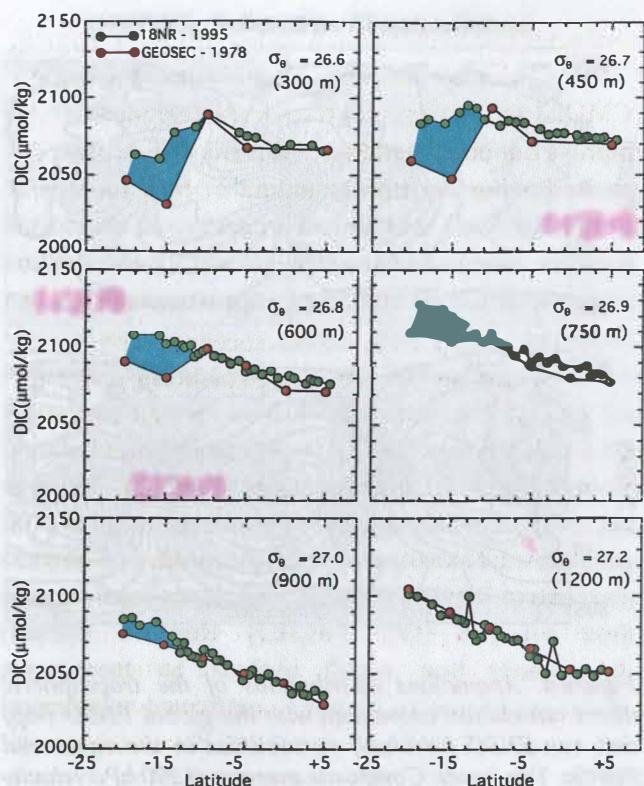 2150
2100
2050
2000
DIC(µmol/kg)
18NR - 1995
GEOSEC - 1978
σθ = 26.6
(300 m)
σθ = 26.7
(450 m)
2150
2100
2050
2000
DIC(µmol/kg)
σθ = 26.8
(600 m)
σθ = 26.9
(750 m)
2150
2100
2050
2000
DIC(µmol/kg)
σθ = 27.0
(900 m)
σθ = 27.2
(1200 m)
-25 -15 -5 +5
Latitude
-25 -15 -5 +5
Latitude